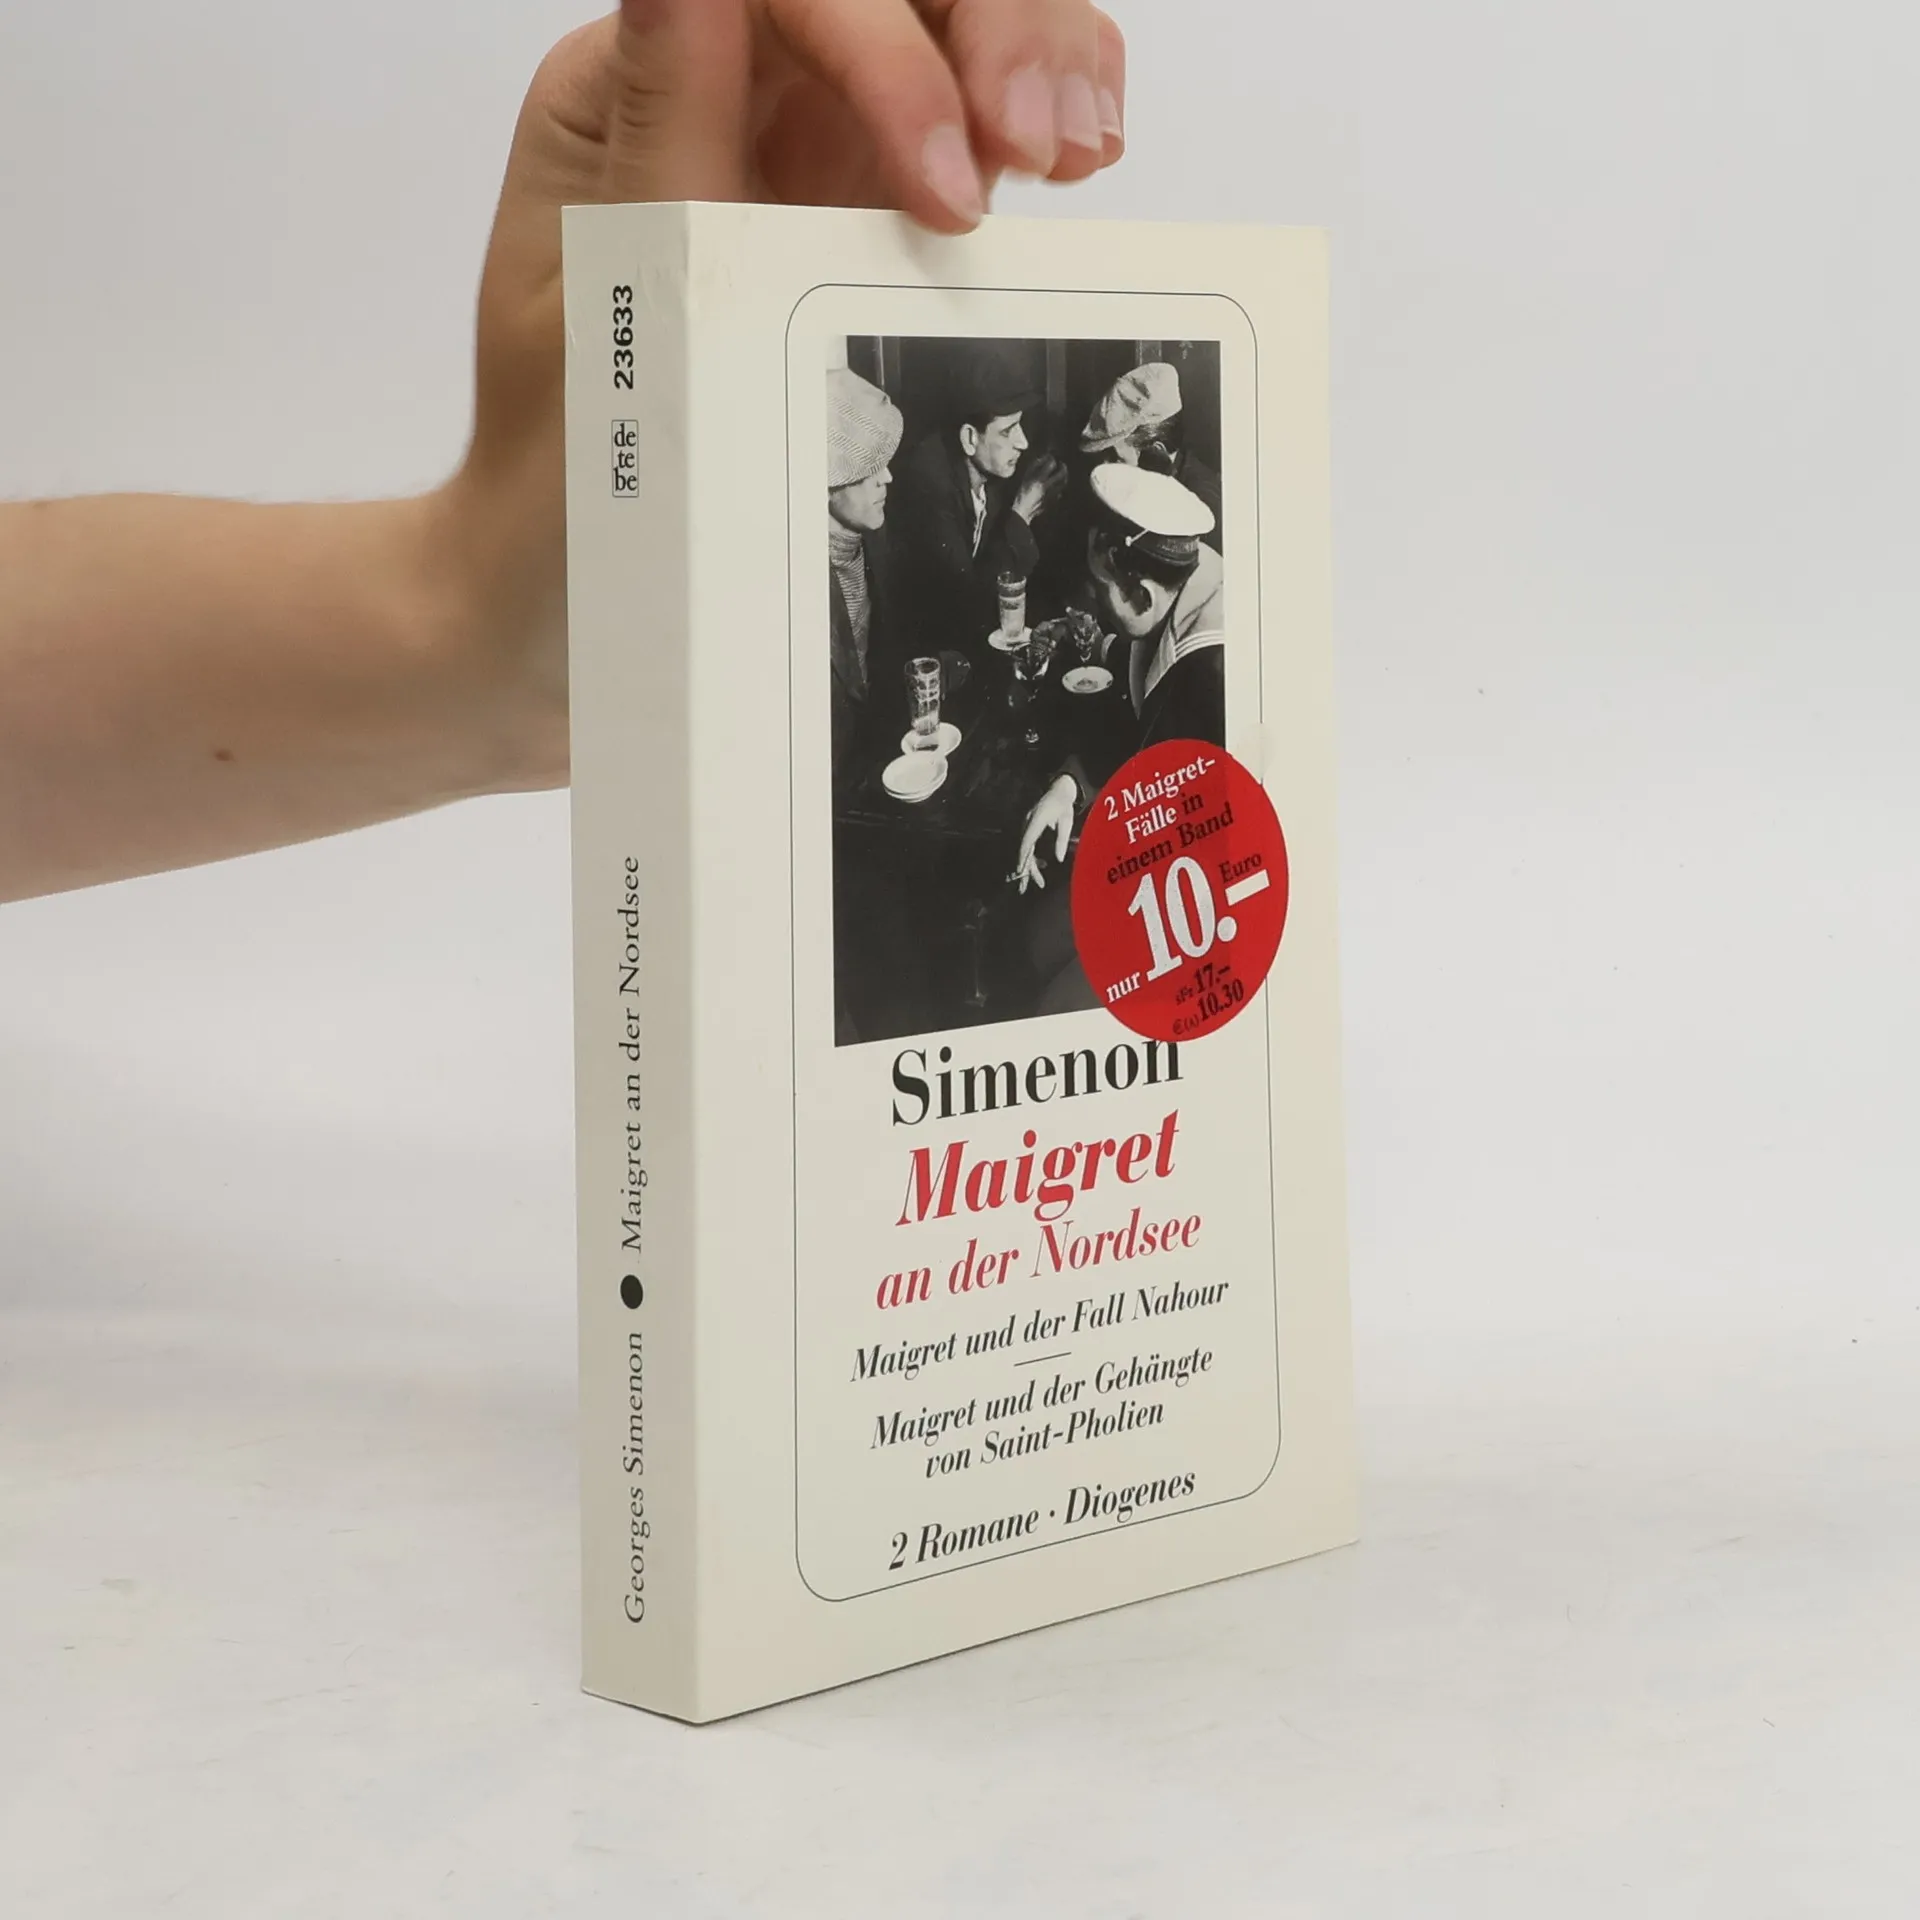 23633
de
te
be
Georges Simenon ● Maigret an der Nordsee
2 Maigret-
Fälle in
einem Band
Euro
nur 10.–
sFr 17.–
€(A) 10.30
Simenon
Maigret
an der Nordsee
Maigret und der Fall Nahour
Maigret und der Gehängte
von Saint-Pholien
2 Romane · Diogenes